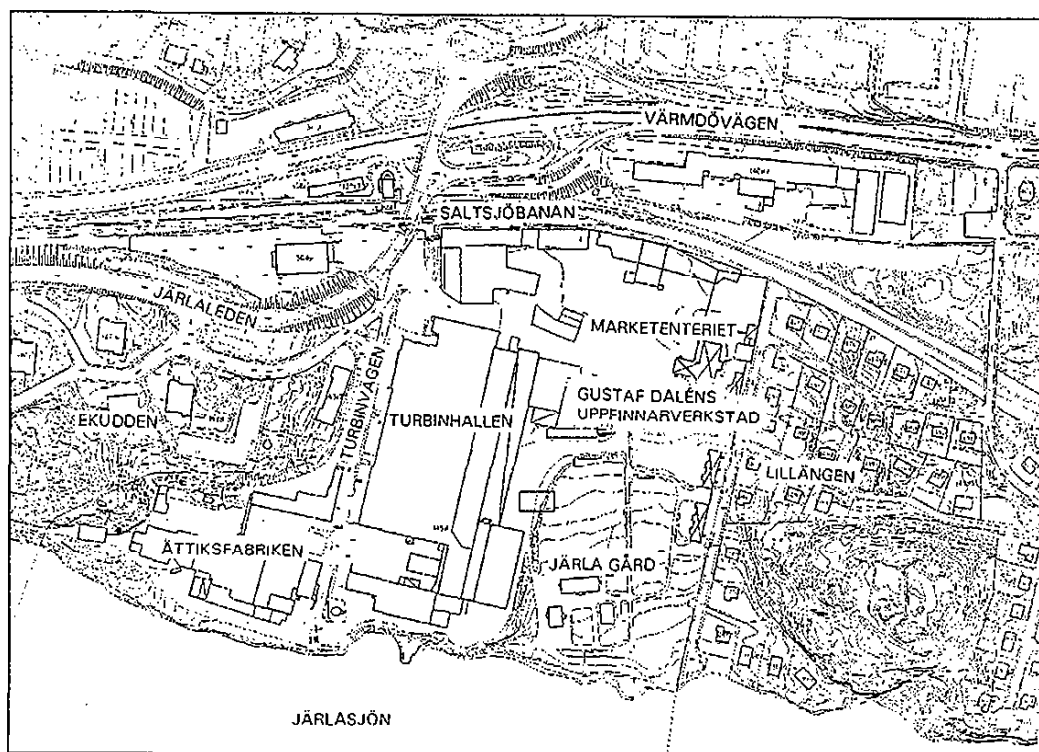 VÄRMDÖVÄGEN
SALTSJÖBANAN
JÄRLALEDEN
MARKETENTERIET
GUSTAF DALÉNS
UPPFINNARVERKSTAD
TURBINVÄGEN
TURBINHALLEN
EKUDDEN
LILLÄNGEN
ÄTTIKSFABRIKEN
JÄRLA GÅRD
JÄRLASJÖN